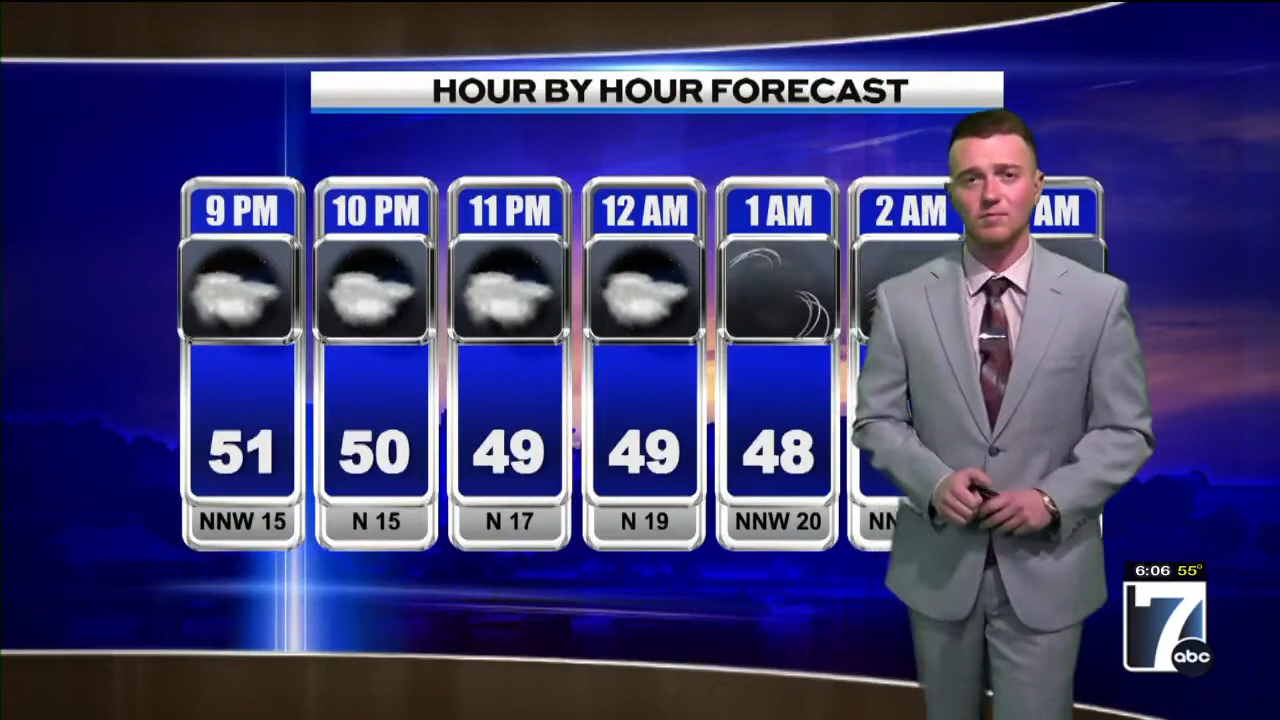 HOUR BY HOUR FORECAST
9 PM 10 PM 11 PM 12 AM 1 AM 2 AM AM
51 50 49 49 48
NNW 15 N 15 N 17 N 19 NNW 20
6:06 55°
7
abc